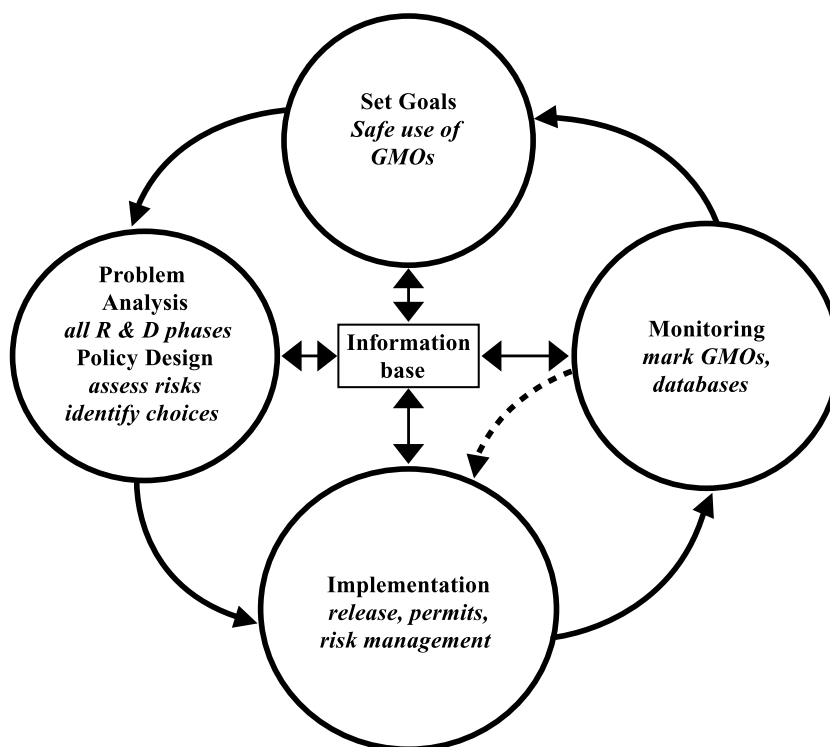 Set Goals
Safe use of
GMOs
Problem
Analysis
all R & D phases
Policy Design
assess risks
identify choices
Information
base
Monitoring
mark GMOs,
databases
Implementation
release, permits,
risk management